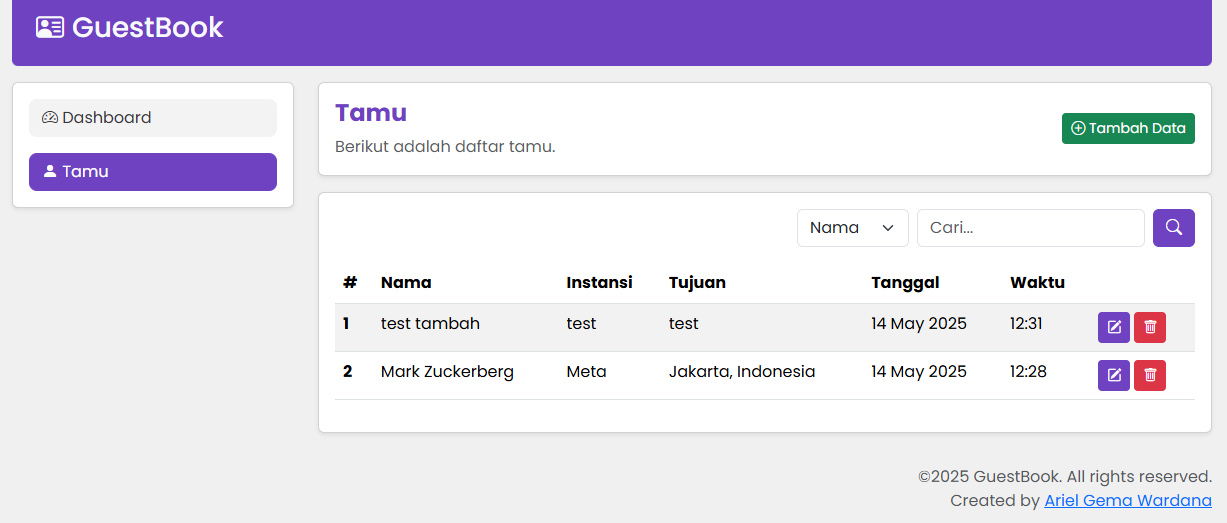 GuestBook
Dashboard
Tamu
Tamu
Berikut adalah daftar tamu.
Tambah Data
Nama Cari...
# Nama Instansi Tujuan Tanggal Waktu
1 test tambah test test 14 May 2025 12:31
2 Mark Zuckerberg Meta Jakarta, Indonesia 14 May 2025 12:28
©2025 GuestBook. All rights reserved.
Created by Ariel Gema Wardana